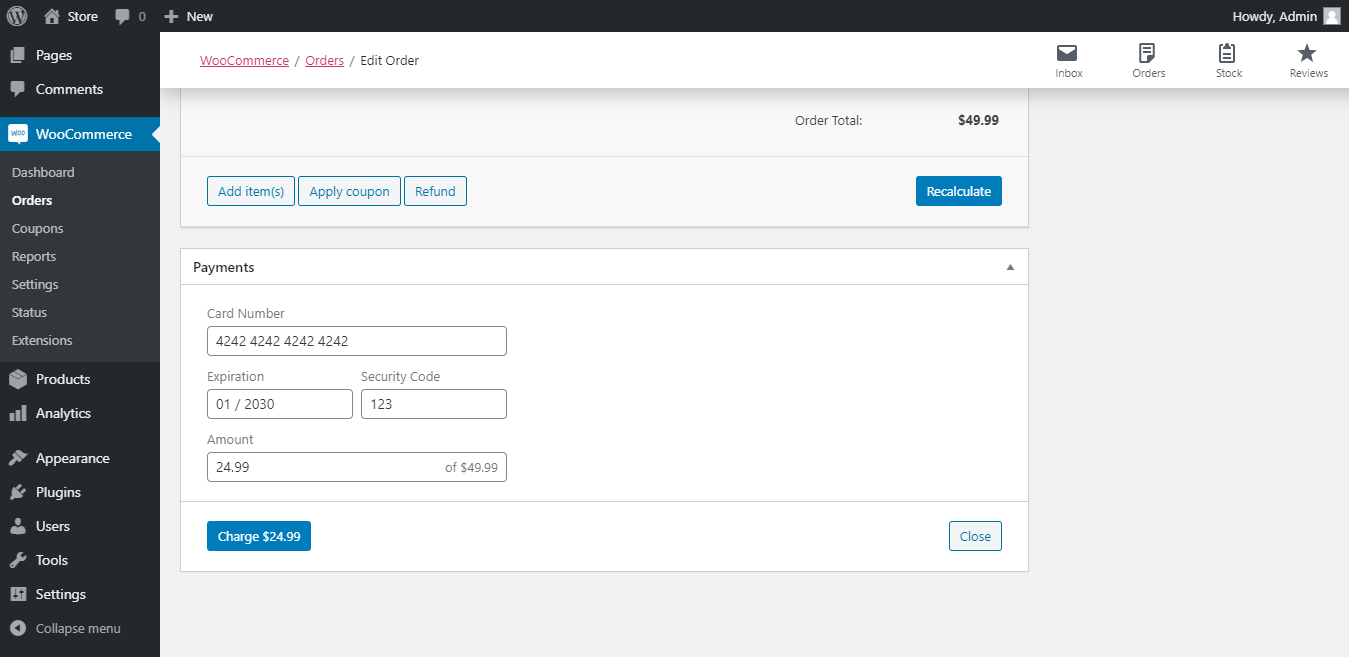 Store 0 New Howdy, Admin
Pages
Comments
WOO WooCommerce
Dashboard
Orders
Coupons
Reports
Settings
Status
Extensions
Products
Analytics
Appearance
Plugins
Users
Tools
Settings
Collapse menu
WooCommerce / Orders / Edit Order
Inbox Orders Stock Reviews
Order Total: $49.99
Add item(s) Apply coupon Refund Recalculate
Payments
Card Number
4242 4242 4242 4242
Expiration Security Code
01 / 2030 123
Amount
24.99 of $49.99
Charge $24.99 Close